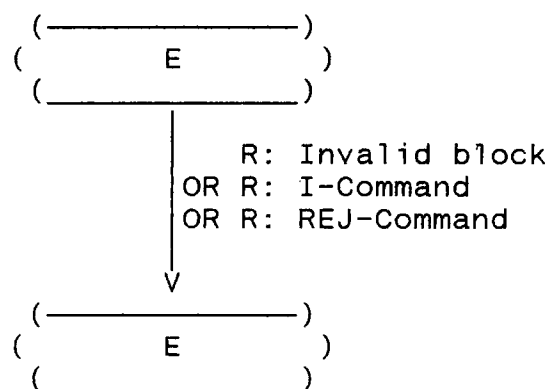 E
R: Invalid block
OR R: I-Command
OR R: REJ-Command
E